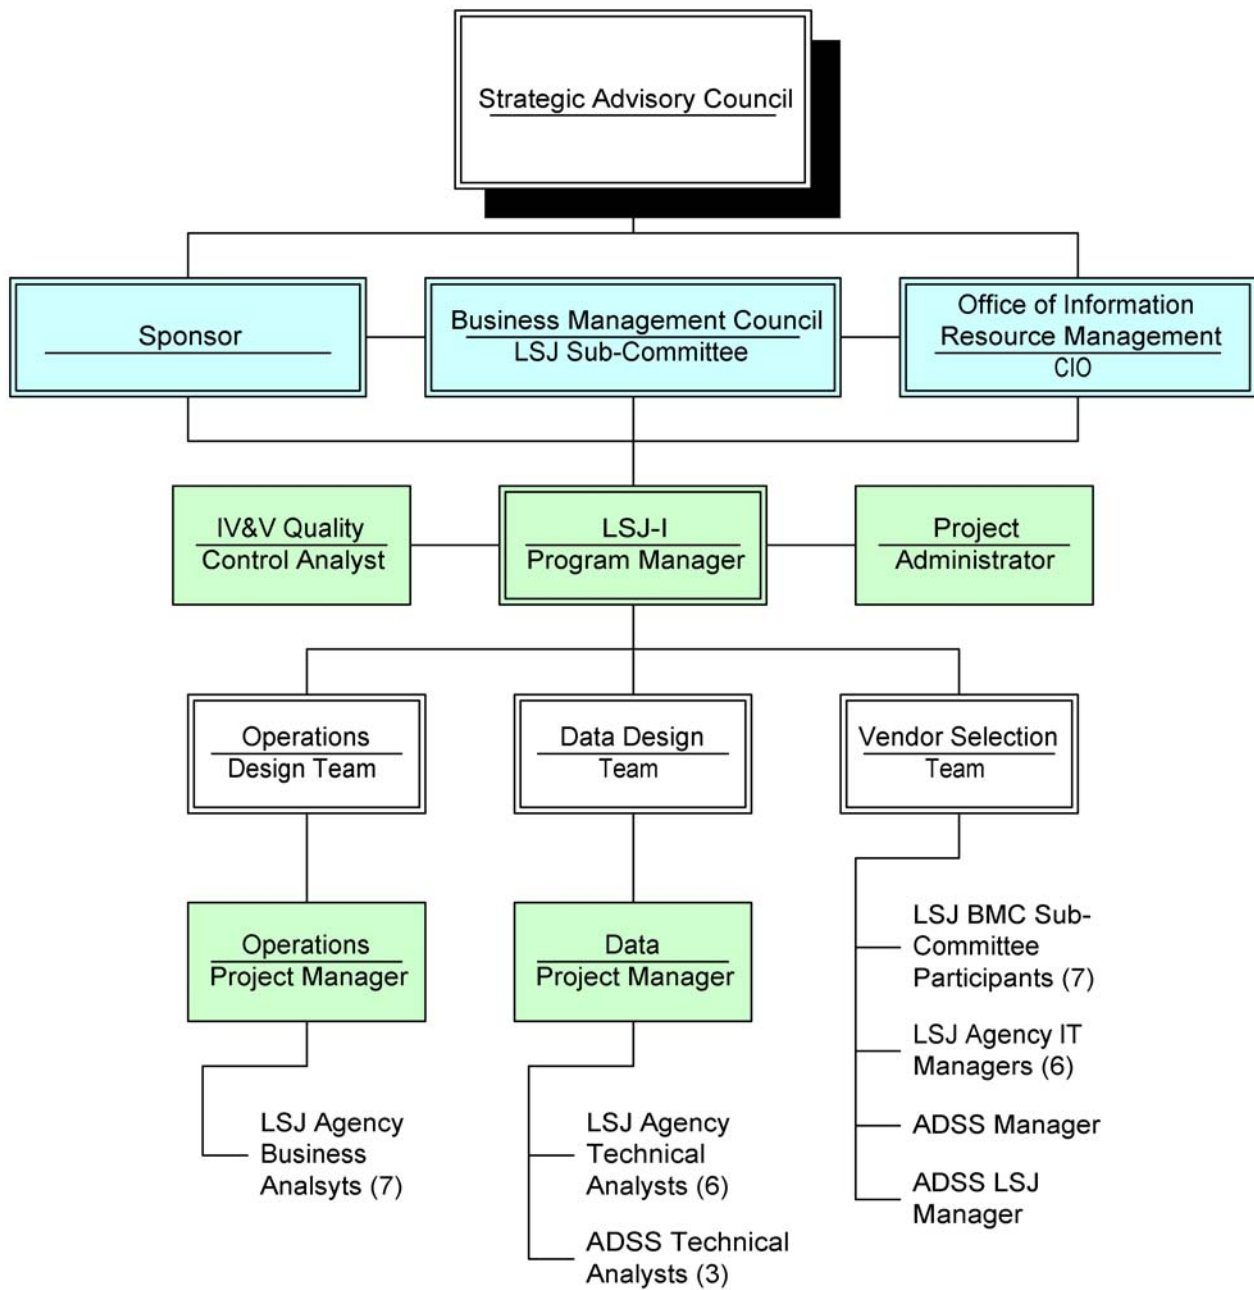 Strategic Advisory Council
Sponsor
Business Management Council
LSJ Sub-Committee
Office of Information
Resource Management
CIO
IV&V Quality
Control Analyst
LSJ-I
Program Manager
Project
Administrator
Operations
Design Team
Data Design
Team
Vendor Selection
Team
Operations
Project Manager
Data
Project Manager
LSJ BMC Sub-
Committee
Participants (7)
LSJ Agency IT
Managers (6)
ADSS Manager
ADSS LSJ
Manager
LSJ Agency
Business
Analsyts (7)
LSJ Agency
Technical
Analysts (6)
ADSS Technical
Analysts (3)